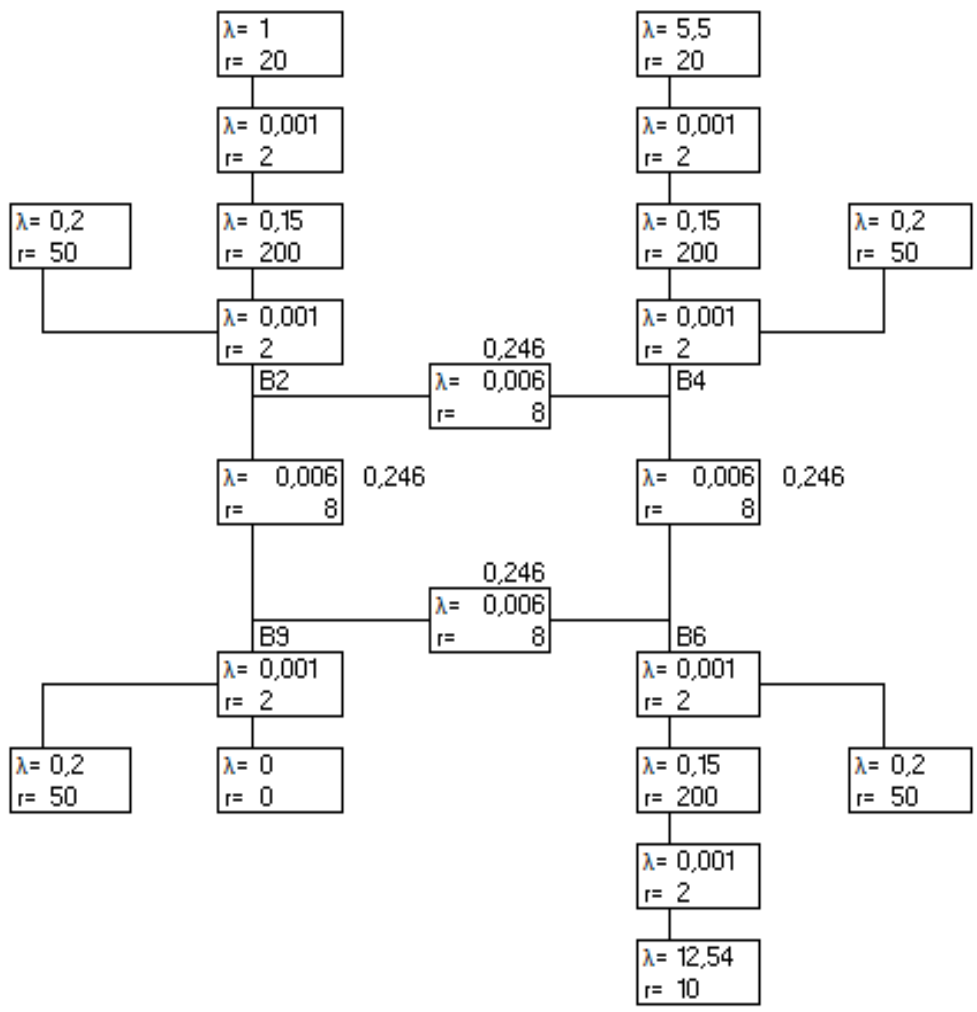 λ= 1
r= 20
λ= 5,5
r= 20
λ= 0,001
r= 2
λ= 0,001
r= 2
λ= 0,2
r= 50
λ= 0,15
r= 200
λ= 0,15
r= 200
λ= 0,2
r= 50
λ= 0,001
r= 2
λ= 0,001
r= 2
B2
0,246
λ= 0,006
r= 8
B4
λ= 0,006
r= 8
0,246
λ= 0,006
r= 8
0,246
0,246
λ= 0,006
r= 8
B9
B6
λ= 0,001
r= 2
λ= 0,001
r= 2
λ= 0,2
r= 50
λ= 0
r= 0
λ= 0,15
r= 200
λ= 0,2
r= 50
λ= 0,001
r= 2
λ= 12,54
r= 10